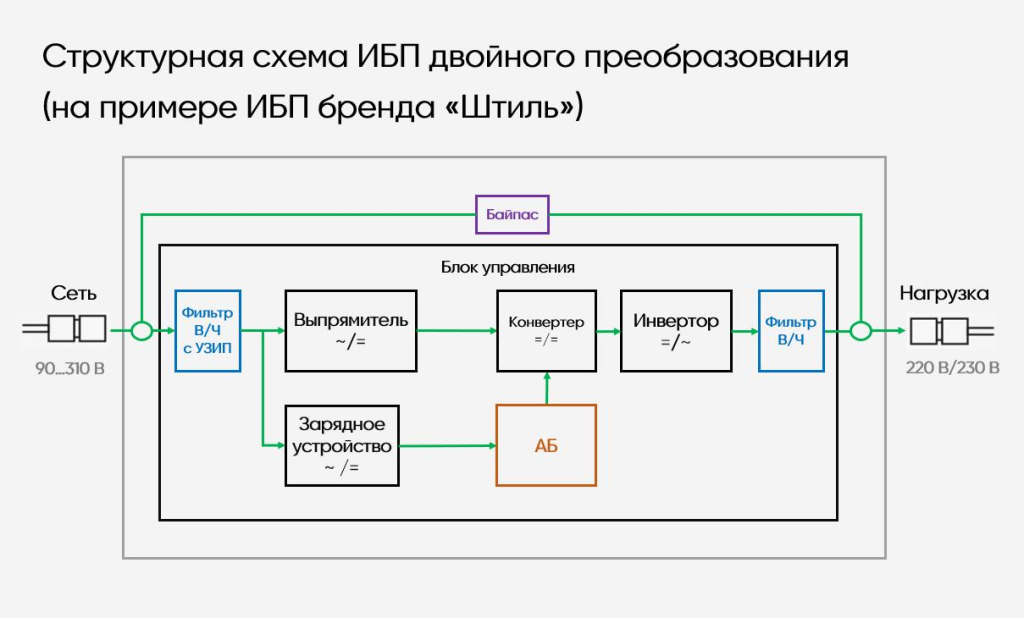 Структурная схема ИБП двойного преобразования
(на примере ИБП бренда «Штиль»)
Байпас
Блок управления
Сеть
90...310 В
Фильтр
В/Ч
с УЗИП
Выпрямитель
~/=
Конвертер
=/=
Инвертор
=/~
Фильтр
В/Ч
Нагрузка
220 В/230 В
Зарядное
устройство
~ /=
АБ